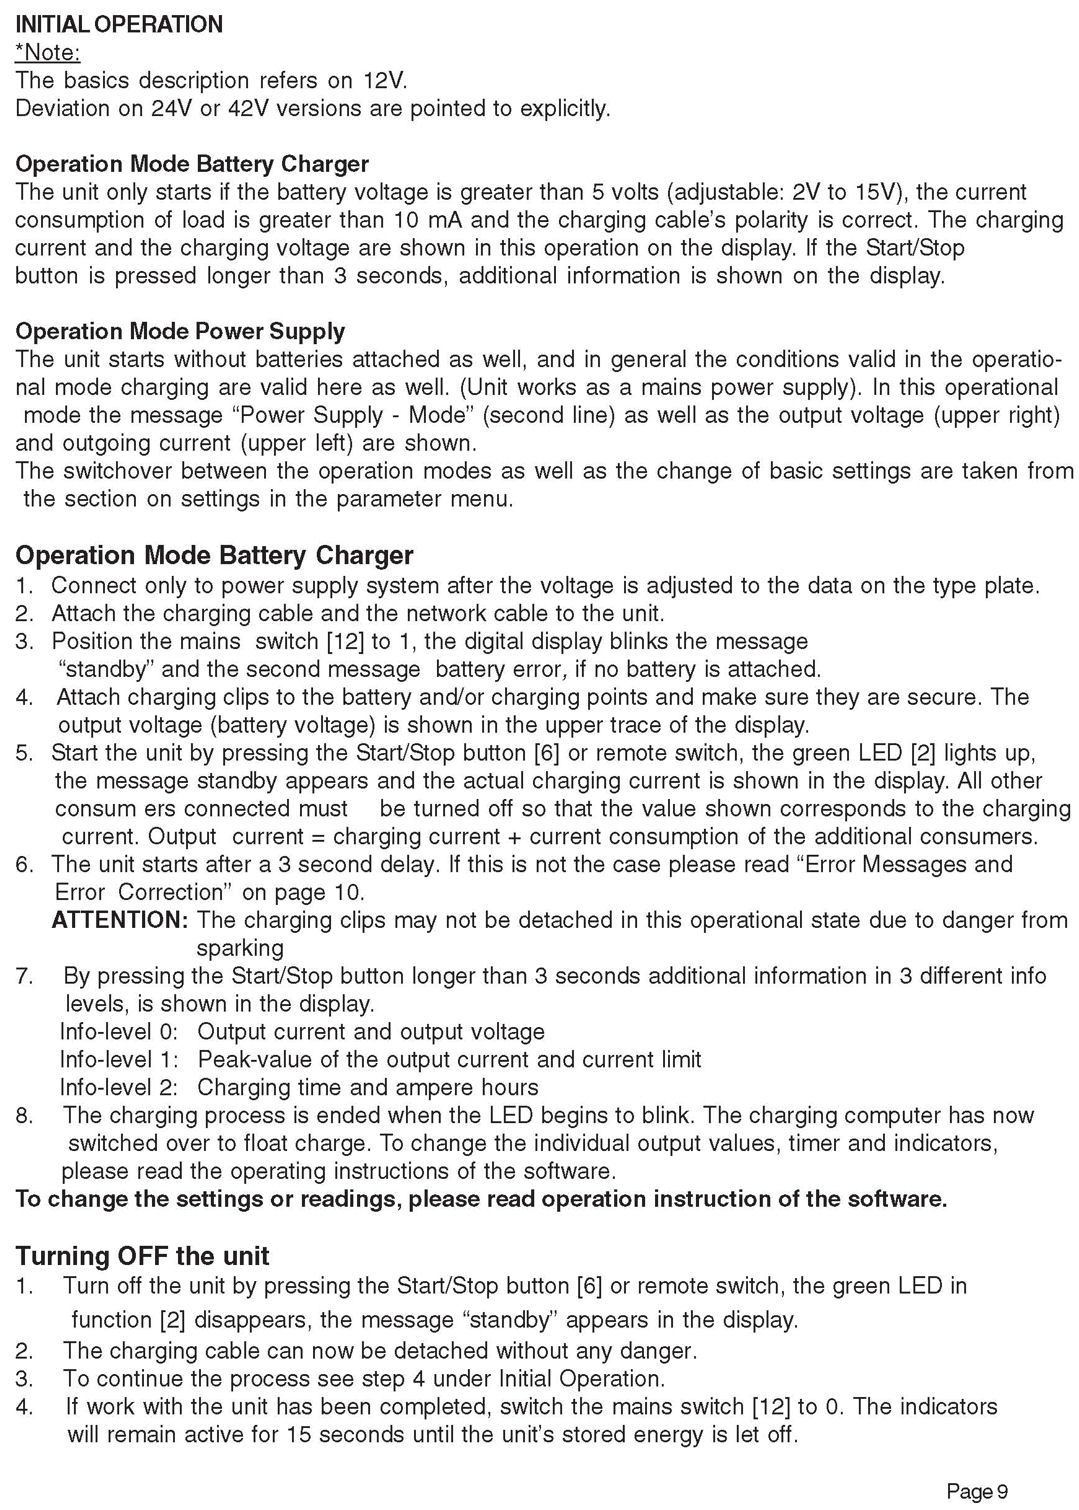 INITIAL OPERATION
*Note:
The basics description refers on 12V.
Deviation on 24V or 42V versions are pointed to explicitly.
Operation Mode Battery Charger
The unit only starts if the battery voltage is greater than 5 volts (adjustable: 2V to 15V), the current
consumption of load is greater than 10 mA and the charging cable's polarity is correct. The charging
current and the charging voltage are shown in this operation on the display. If the Start/Stop
button is pressed longer than 3 seconds, additional information is shown on the display.
Operation Mode Power Supply
The unit starts without batteries attached as well, and in general the conditions valid in the operatio-
nal mode charging are valid here as well. (Unit works as a mains power supply). In this operational
mode the message “Power Supply - Mode” (second line) as well as the output voltage (upper right)
and outgoing current (upper left) are shown.
The switchover between the operation modes as well as the change of basic settings are taken from
the section on settings in the parameter menu.
Operation Mode Battery Charger
1. Connect only to power supply system after the voltage is adjusted to the data on the type plate.
2. Attach the charging cable and the network cable to the unit.
3. Position the mains switch [12] to 1, the digital display blinks the message
“standby” and the second message battery error, if no battery is attached.
4. Attach charging clips to the battery and/or charging points and make sure they are secure. The
output voltage (battery voltage) is shown in the upper trace of the display.
5. Start the unit by pressing the Start/Stop button [6] or remote switch, the green LED [2] lights up,
the message standby appears and the actual charging current is shown in the display. All other
consum ers connected must be turned off so that the value shown corresponds to the charging
current. Output current = charging current + current consumption of the additional consumers.
6. The unit starts after a 3 second delay. If this is not the case please read “Error Messages and
Error Correction” on page 10.
ATTENTION: The charging clips may not be detached in this operational state due to danger from
sparking
7. By pressing the Start/Stop button longer than 3 seconds additional information in 3 different info
levels, is shown in the display.
Info-level 0: Output current and output voltage
Info-level 1: Peak-value of the output current and current limit
Info-level 2: Charging time and ampere hours
8. The charging process is ended when the LED begins to blink. The charging computer has now
switched over to float charge. To change the individual output values, timer and indicators,
please read the operating instructions of the software.
To change the settings or readings, please read operation instruction of the software.
Turning OFF the unit
1. Turn off the unit by pressing the Start/Stop button [6] or remote switch, the green LED in
function [2] disappears, the message “standby” appears in the display.
2. The charging cable can now be detached without any danger.
3. To continue the process see step 4 under Initial Operation.
4. If work with the unit has been completed, switch the mains switch [12] to 0. The indicators
will remain active for 15 seconds until the unit's stored energy is let off.
Page 9